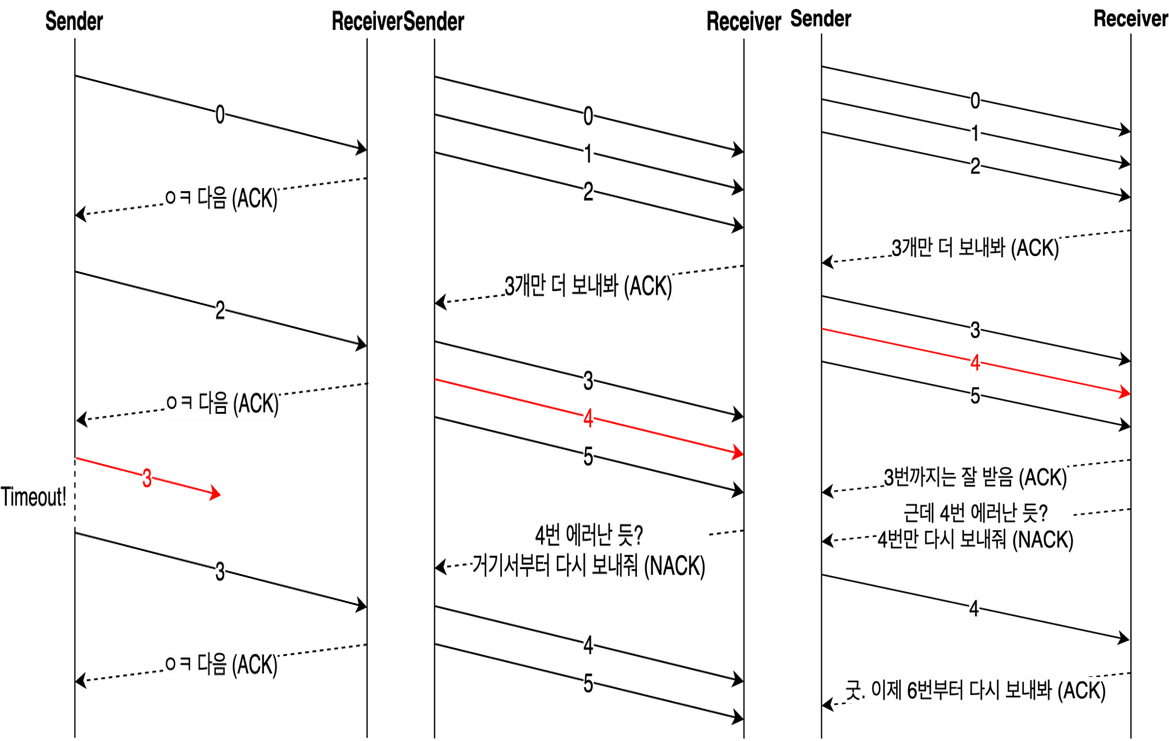 Sender
Receiver
0
ㅇㅋ 다음 (ACK)
2
ㅇㅋ 다음 (ACK)
3
Timeout!
3
ㅇㅋ 다음 (ACK)
Sender
Receiver
0
1
2
3개만 더 보내봐 (ACK)
3
4
5
4번 에러난 듯?
거기서부터 다시 보내줘 (NACK)
4
5
Sender
Receiver
0
1
2
3개만 더 보내봐 (ACK)
3
4
5
3번까지는 잘 받음 (ACK)
근데 4번 에러난 듯?
4번만 다시 보내줘 (NACK)
4
굿. 이제 6번부터 다시 보내봐 (ACK)